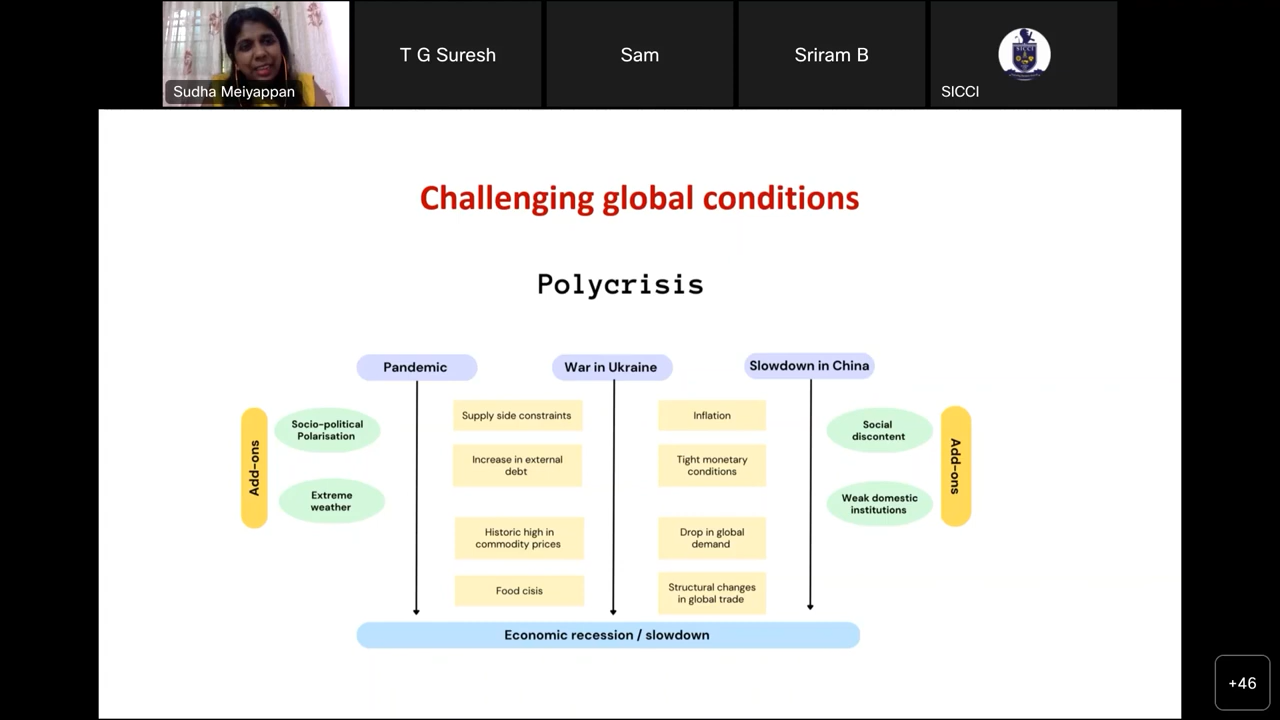 Sudha Meiyappan
T G Suresh
Sam
Sriram B
SICCI
SICCI
Challenging global conditions
Polycrisis
Pandemic
War in Ukraine
Slowdown in China
Add-ons
Socio-political
Polarisation
Extreme
weather
Supply side constraints
Increase in external
debt
Historic high in
commodity prices
Food cisis
Inflation
Tight monetary
conditions
Drop in global
demand
Structural changes
in global trade
Social
discontent
Weak domestic
institutions
Add-ons
Economic recession / slowdown
+46